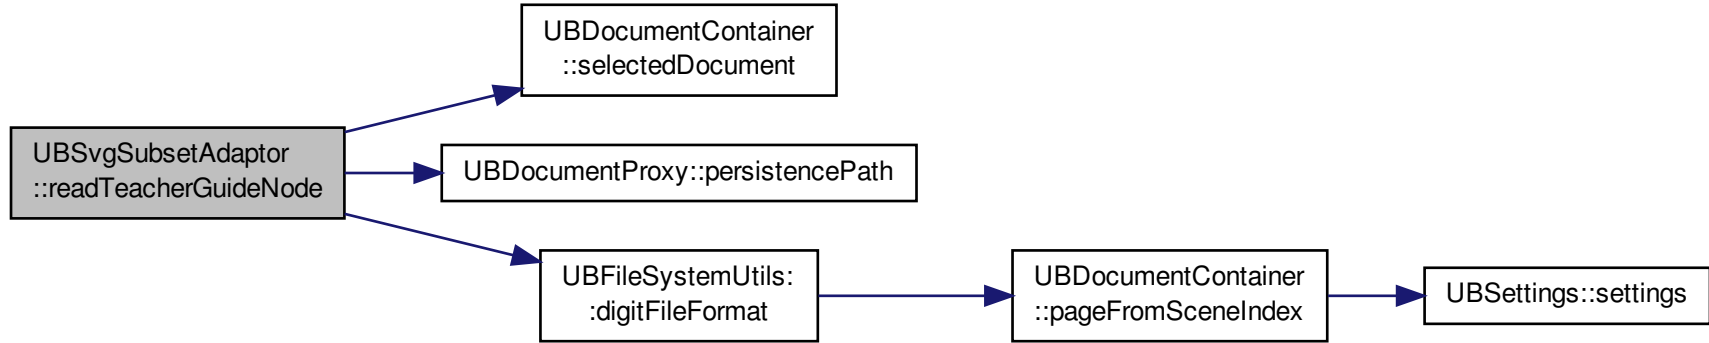 UBSvgSubsetAdaptor
::readTeacherGuideNode
UBDocumentContainer
::selectedDocument
UBDocumentProxy::persistencePath
UBFileSystemUtils:
:digitFileFormat
UBDocumentContainer
::pageFromSceneIndex
UBSettings::settings